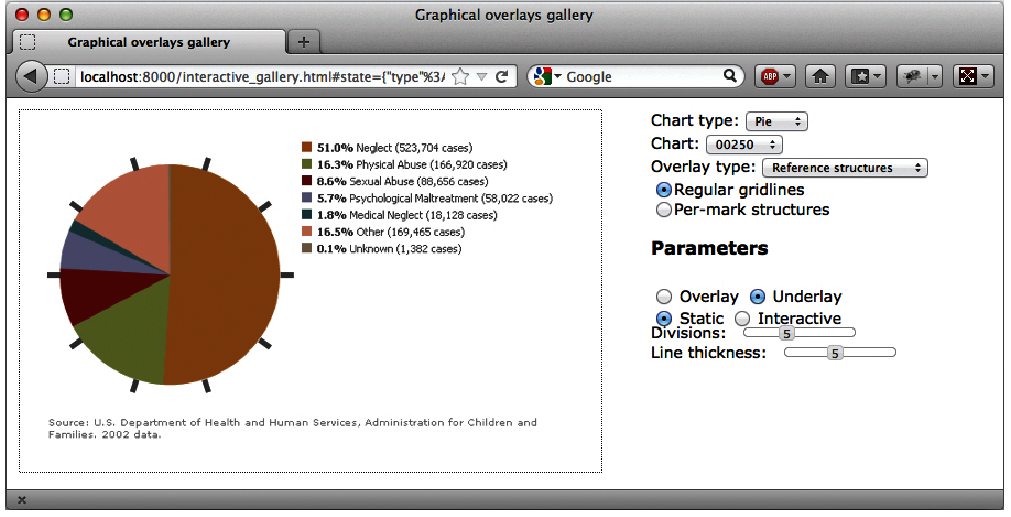 Graphical overlays gallery
Graphical overlays gallery
localhost:8000/interactive_gallery.html#state={"type"%3/
Google
ABP
Chart type: Pie
Chart: 00250
Overlay type: Reference structures
Regular gridlines
Per-mark structures
Parameters
Overlay Underlay
Static Interactive
Divisions: 5
Line thickness: 5
51.0% Neglect (523,704 cases)
16.3% Physical Abuse (166,920 cases)
8.6% Sexual Abuse (88,656 cases)
5.7% Psychological Maltreatment (58,022 cases)
1.8% Medical Neglect (18,128 cases)
16.5% Other (169,465 cases)
0.1% Unknown (1,382 cases)
Source: U.S. Department of Health and Human Services, Administration for Children and
Families. 2002 data.
x